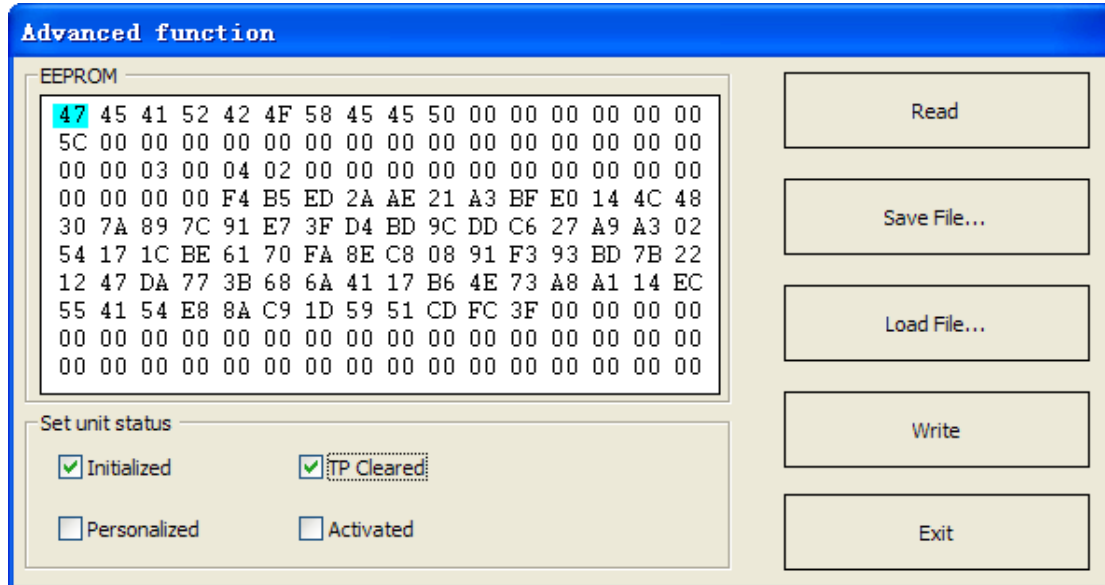 Advanced function
EEPROM
47 45 41 52 42 4F 58 45 45 50 00 00 00 00 00 00
5C 00 00 00 00 00 00 00 00 00 00 00 00 00 00 00
00 00 03 00 04 02 00 00 00 00 00 00 00 00 00 00
00 00 00 00 F4 B5 ED 2A AE 21 A3 BF E0 14 4C 48
30 7A 89 7C 91 E7 3F D4 BD 9C DD C6 27 A9 A3 02
54 17 1C BE 61 70 FA 8E C8 08 91 F3 93 BD 7B 22
12 47 DA 77 3B 68 6A 41 17 B6 4E 73 A8 A1 14 EC
55 41 54 E8 8A C9 1D 59 51 CD FC 3F 00 00 00 00
00 00 00 00 00 00 00 00 00 00 00 00 00 00 00 00
00 00 00 00 00 00 00 00 00 00 00 00 00 00 00 00
Set unit status
Initialized
TP Cleared
Personalized
Activated
Read
Save File...
Load File...
Write
Exit